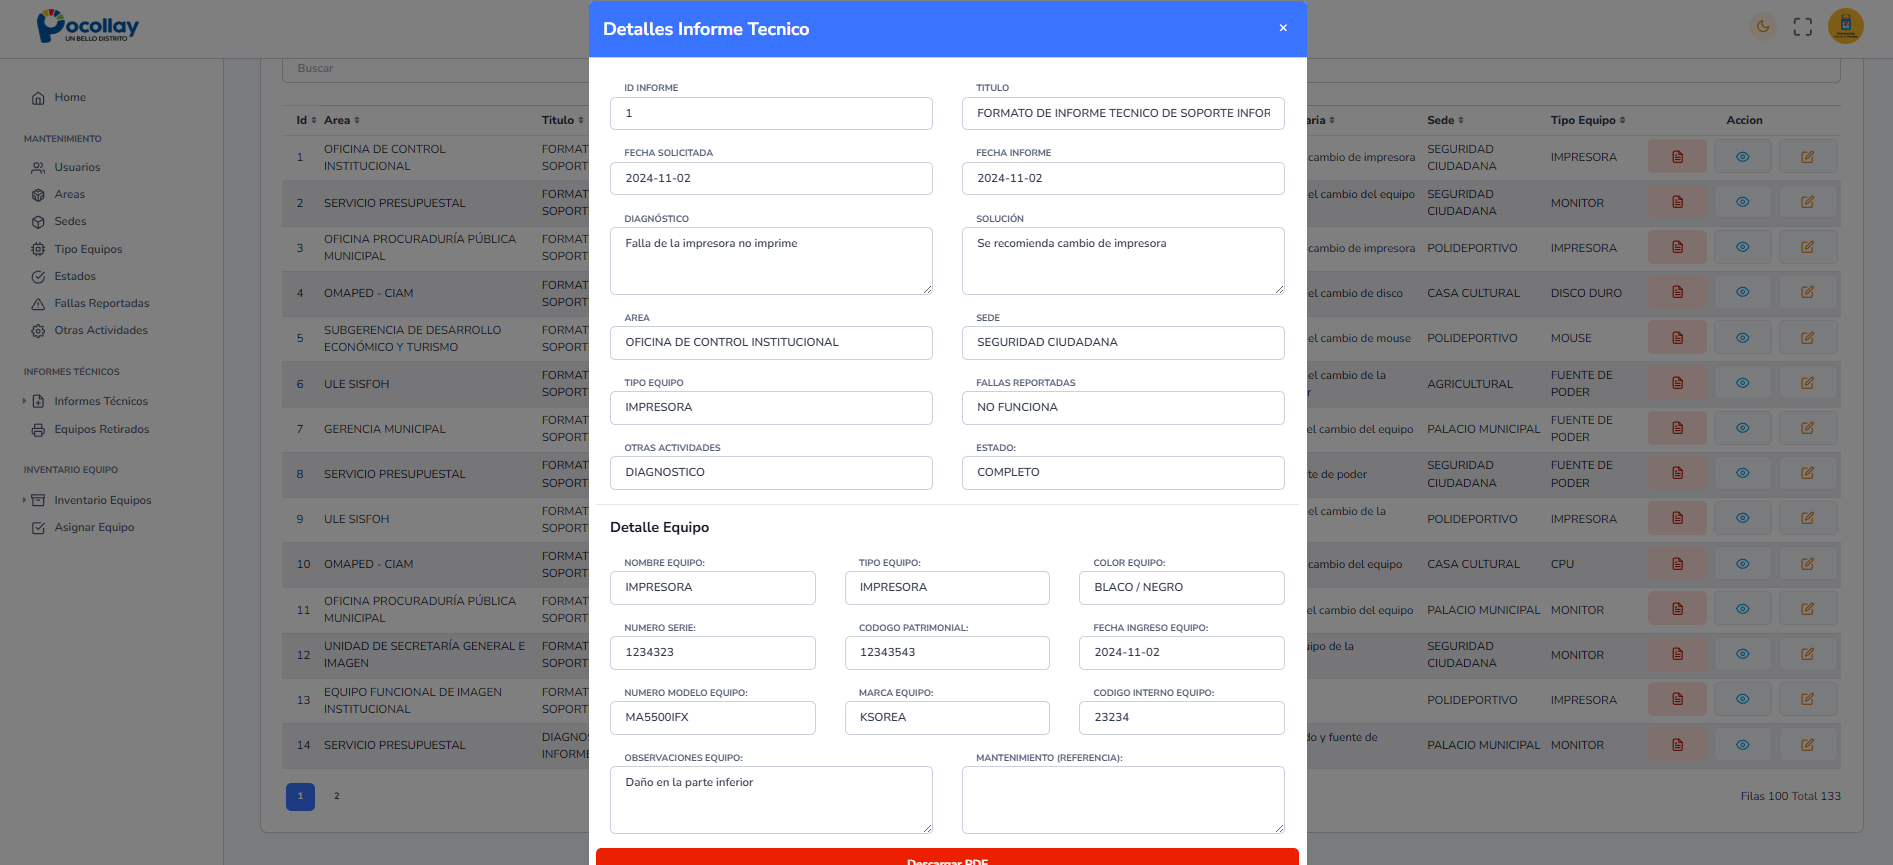 Pocollay
UN BELLO DISTRITO
Home
MANTENIMIENTO
Usuarios
Areas
Sedes
Tipo Equipos
Estados
Fallas Reportadas
Otras Actividades
INFORMES TÉCNICOS
Informes Técnicos
Equipos Retirados
INVENTARIO EQUIPO
Inventario Equipos
Asignar Equipo
Buscar
Id Area Titulo
1 OFICINA DE CONTROL INSTITUCIONAL FORMAT SOPORT
2 SERVICIO PRESUPUESTAL FORMAT SOPORT
3 OFICINA PROCURADURÍA PÚBLICA MUNICIPAL FORMAT SOPORT
4 OMAPED - CIAM FORMAT SOPORT
5 SUBGERENCIA DE DESARROLLO ECONÓMICO Y TURISMO FORMAT SOPORT
6 ULE SISFOH FORMAT SOPORT
7 GERENCIA MUNICIPAL FORMAT SOPORT
8 SERVICIO PRESUPUESTAL FORMAT SOPORT
9 ULE SISFOH FORMAT SOPORT
10 OMAPED - CIAM FORMAT SOPORT
11 OFICINA PROCURADURÍA PÚBLICA MUNICIPAL FORMAT SOPORT
12 UNIDAD DE SECRETARÍA GENERAL E IMAGEN FORMAT SOPORT
13 EQUIPO FUNCIONAL DE IMAGEN INSTITUCIONAL FORMAT SOPORT
14 SERVICIO PRESUPUESTAL DIAGNOS INFORME
1 2
Detalles Informe Tecnico ×
ID INFORME
1
TITULO
FORMATO DE INFORME TECNICO DE SOPORTE INFOR
FECHA SOLICITADA
2024-11-02
FECHA INFORME
2024-11-02
DIAGNÓSTICO
Falla de la impresora no imprime
SOLUCIÓN
Se recomienda cambio de impresora
AREA
OFICINA DE CONTROL INSTITUCIONAL
SEDE
SEGURIDAD CIUDADANA
TIPO EQUIPO
IMPRESORA
FALLAS REPORTADAS
NO FUNCIONA
OTRAS ACTIVIDADES
DIAGNOSTICO
ESTADO:
COMPLETO
Detalle Equipo
NOMBRE EQUIPO:
IMPRESORA
TIPO EQUIPO:
IMPRESORA
COLOR EQUIPO:
BLACO / NEGRO
NUMERO SERIE:
1234323
CODOGO PATRIMONIAL:
12343543
FECHA INGRESO EQUIPO:
2024-11-02
NUMERO MODELO EQUIPO:
MA5500IFX
MARCA EQUIPO:
KSOREA
CODIGO INTERNO EQUIPO:
23234
OBSERVACIONES EQUIPO:
Daño en la parte inferior
MANTENIMIENTO (REFERENCIA):
Descargar PDF
aria Sede Tipo Equipo Accion
cambio de impresora SEGURIDAD CIUDADANA IMPRESORA
el cambio del equipo SEGURIDAD CIUDADANA MONITOR
cambio de impresora POLIDEPORTIVO IMPRESORA
el cambio de disco CASA CULTURAL DISCO DURO
el cambio de mouse POLIDEPORTIVO MOUSE
el cambio de la r AGRICULTURAL FUENTE DE PODER
el cambio del equipo PALACIO MUNICIPAL FUENTE DE PODER
te de poder SEGURIDAD CIUDADANA FUENTE DE PODER
el cambio de la POLIDEPORTIVO IMPRESORA
cambio del equipo CASA CULTURAL CPU
el cambio del equipo PALACIO MUNICIPAL MONITOR
uipo de la SEGURIDAD CIUDADANA MONITOR
POLIDEPORTIVO IMPRESORA
do y fuente de PALACIO MUNICIPAL MONITOR
Filas 100 Total 133